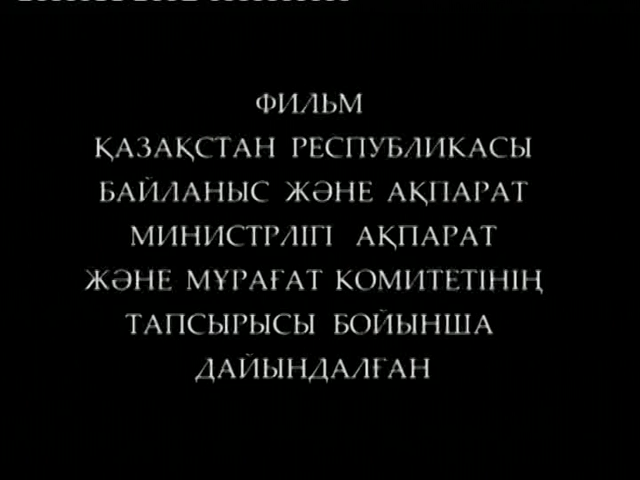 ФИЛЬМ
ҚАЗАҚСТАН РЕСПУБЛИКАСЫ
БАЙЛАНЫС ЖӘНЕ АҚПАРАТ
МИНИСТРЛІГІ АҚПАРАТ
ЖӘНЕ МҰРАҒАТ КОМИТЕТІНІҢ
ТАПСЫРЫСЫ БОЙЫНША
ДАЙЫНДАЛҒАН